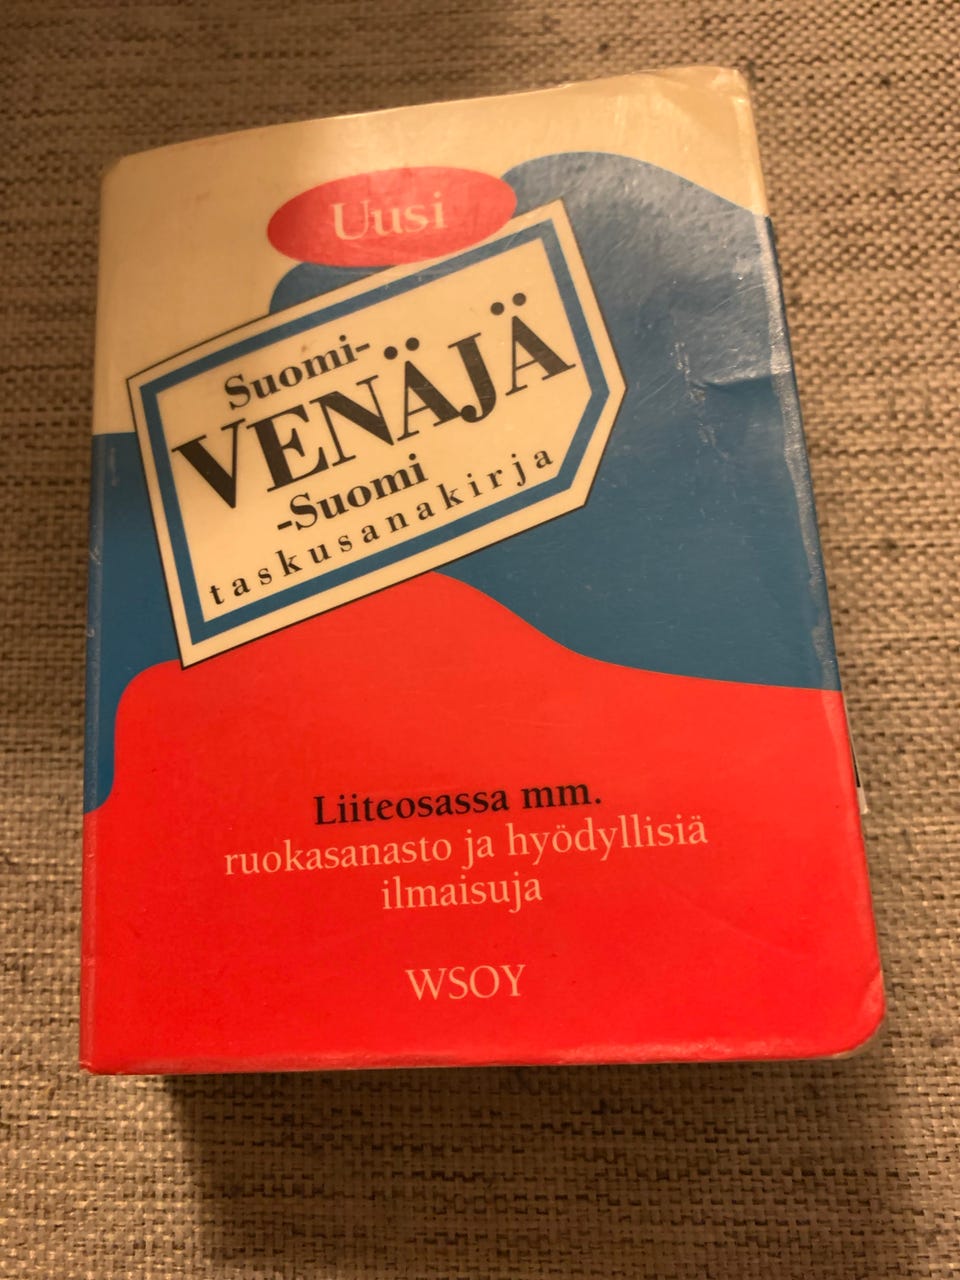 Uusi
Suomi-
VENÄJÄ
-Suomi
taskusanakirja
Liiteosassa mm.
ruokasanasto ja hyödyllisiä
ilmaisuja
WSOY